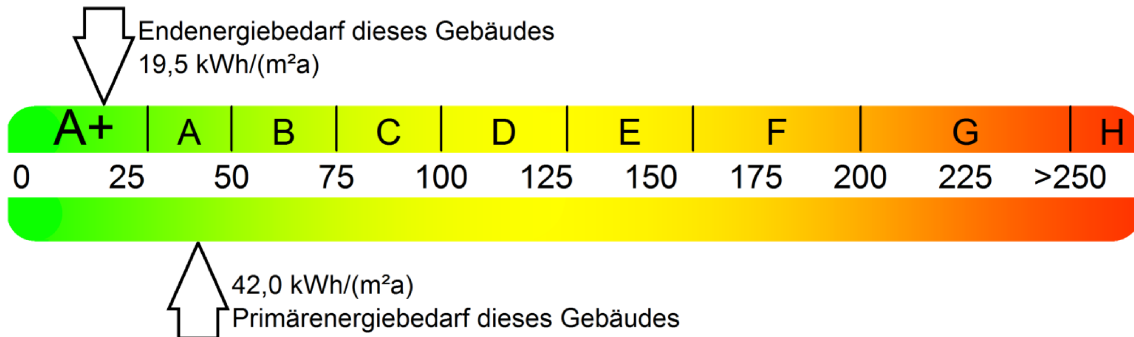 Endenergiebedarf dieses Gebäudes
19,5 kWh/(m²a)
A+ A B C D E F G H
0 25 50 75 100 125 150 175 200 225 >250
42,0 kWh/(m²a)
Primärenergiebedarf dieses Gebäudes